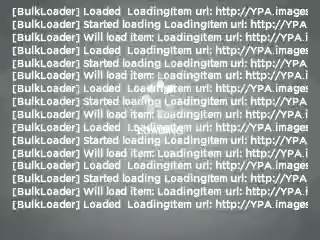 [BulkLoader] Loaded LoadingItem url: http://YPA.images
[BulkLoader] Started loading LoadingItem url: http://YPA
[BulkLoader] Will load item: LoadingItem url: http://YPA.i
[BulkLoader] Loaded LoadingItem url: http://YPA.images
[BulkLoader] Started loading LoadingItem url: http://YPA
[BulkLoader] Will load item: LoadingItem url: http://YPA.i
[BulkLoader] Loaded LoadingItem url: http://YPA.images
[BulkLoader] Started loading LoadingItem url: http://YPA
[BulkLoader] Will load item: LoadingItem url: http://YPA.i
[BulkLoader] Loaded LoadingItem url: http://YPA.images
[BulkLoader] Started loading LoadingItem url: http://YPA
[BulkLoader] Will load item: LoadingItem url: http://YPA.i
[BulkLoader] Loaded LoadingItem url: http://YPA.images
[BulkLoader] Started loading LoadingItem url: http://YPA
[BulkLoader] Will load item: LoadingItem url: http://YPA.i
[BulkLoader] Loaded LoadingItem url: http://YPA.images